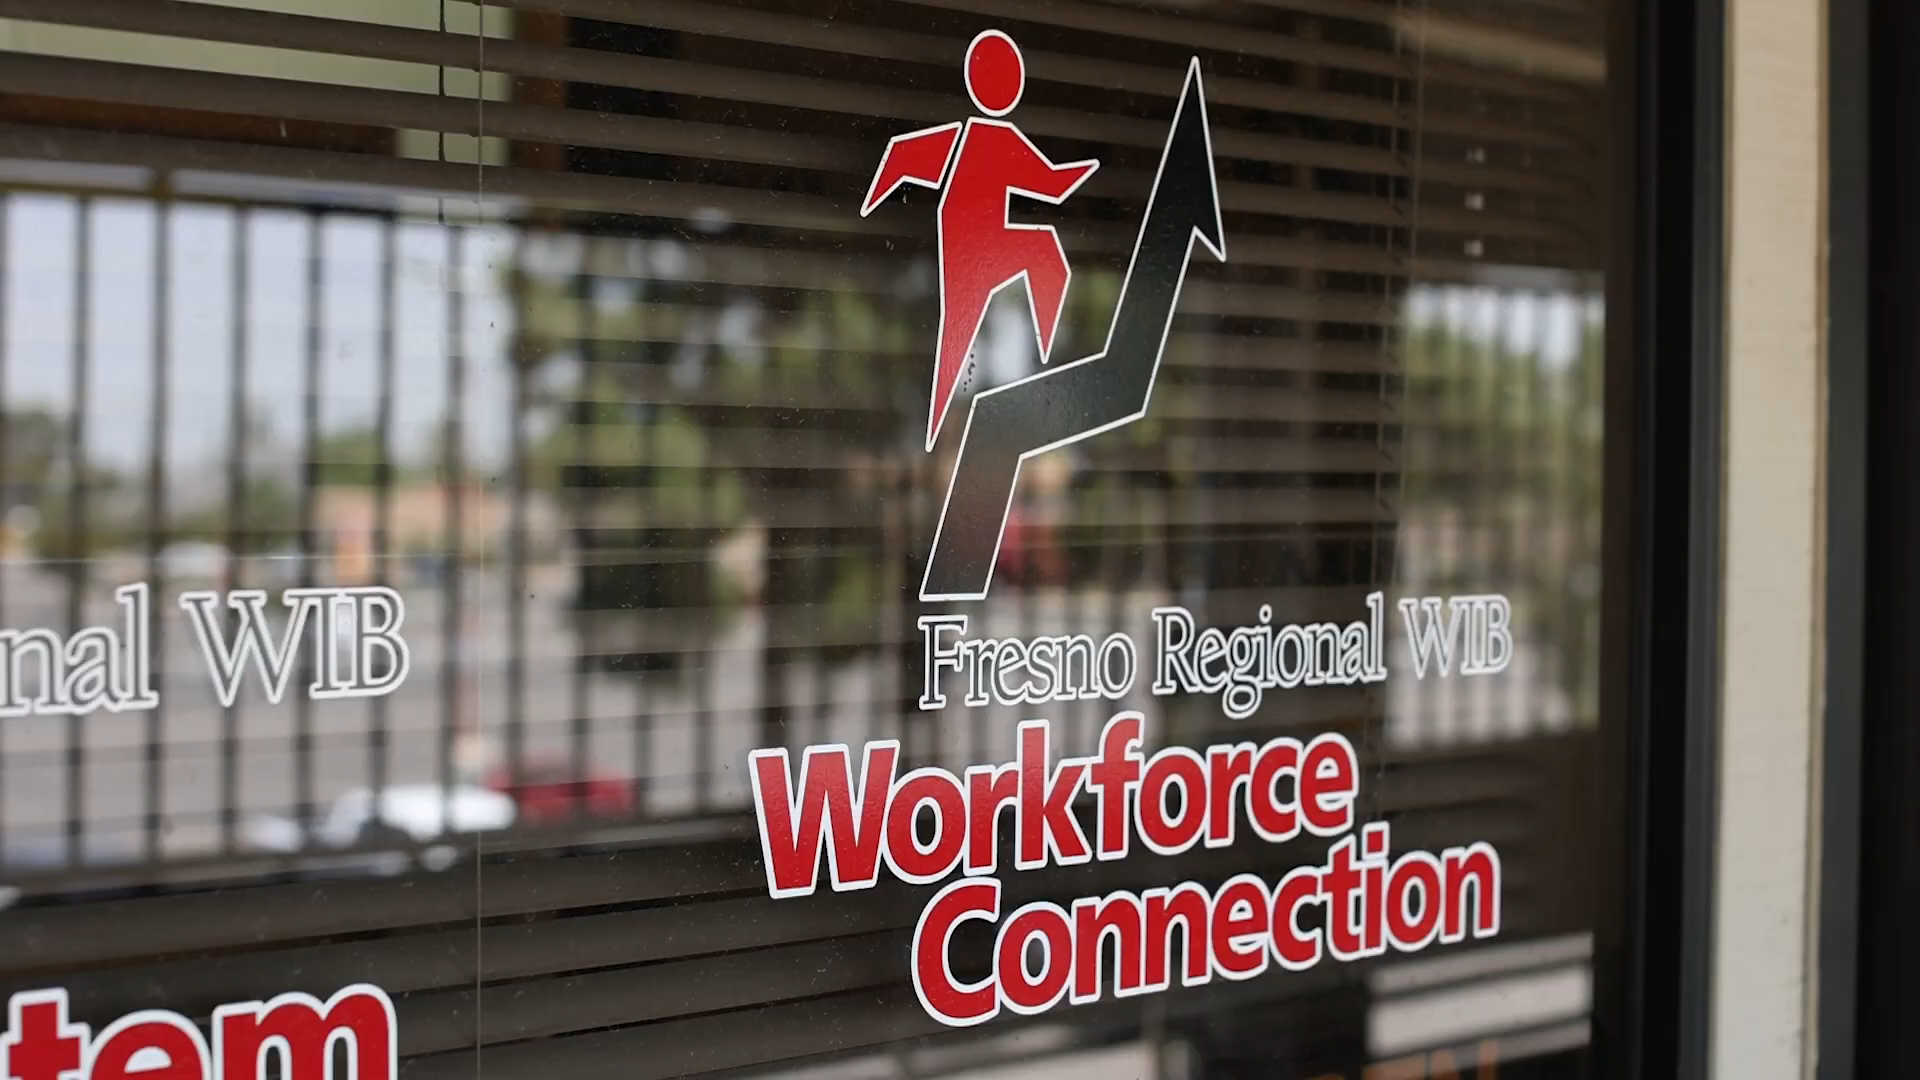 nal WIB
tem
Fresno Regional WIB
Workforce
Connection